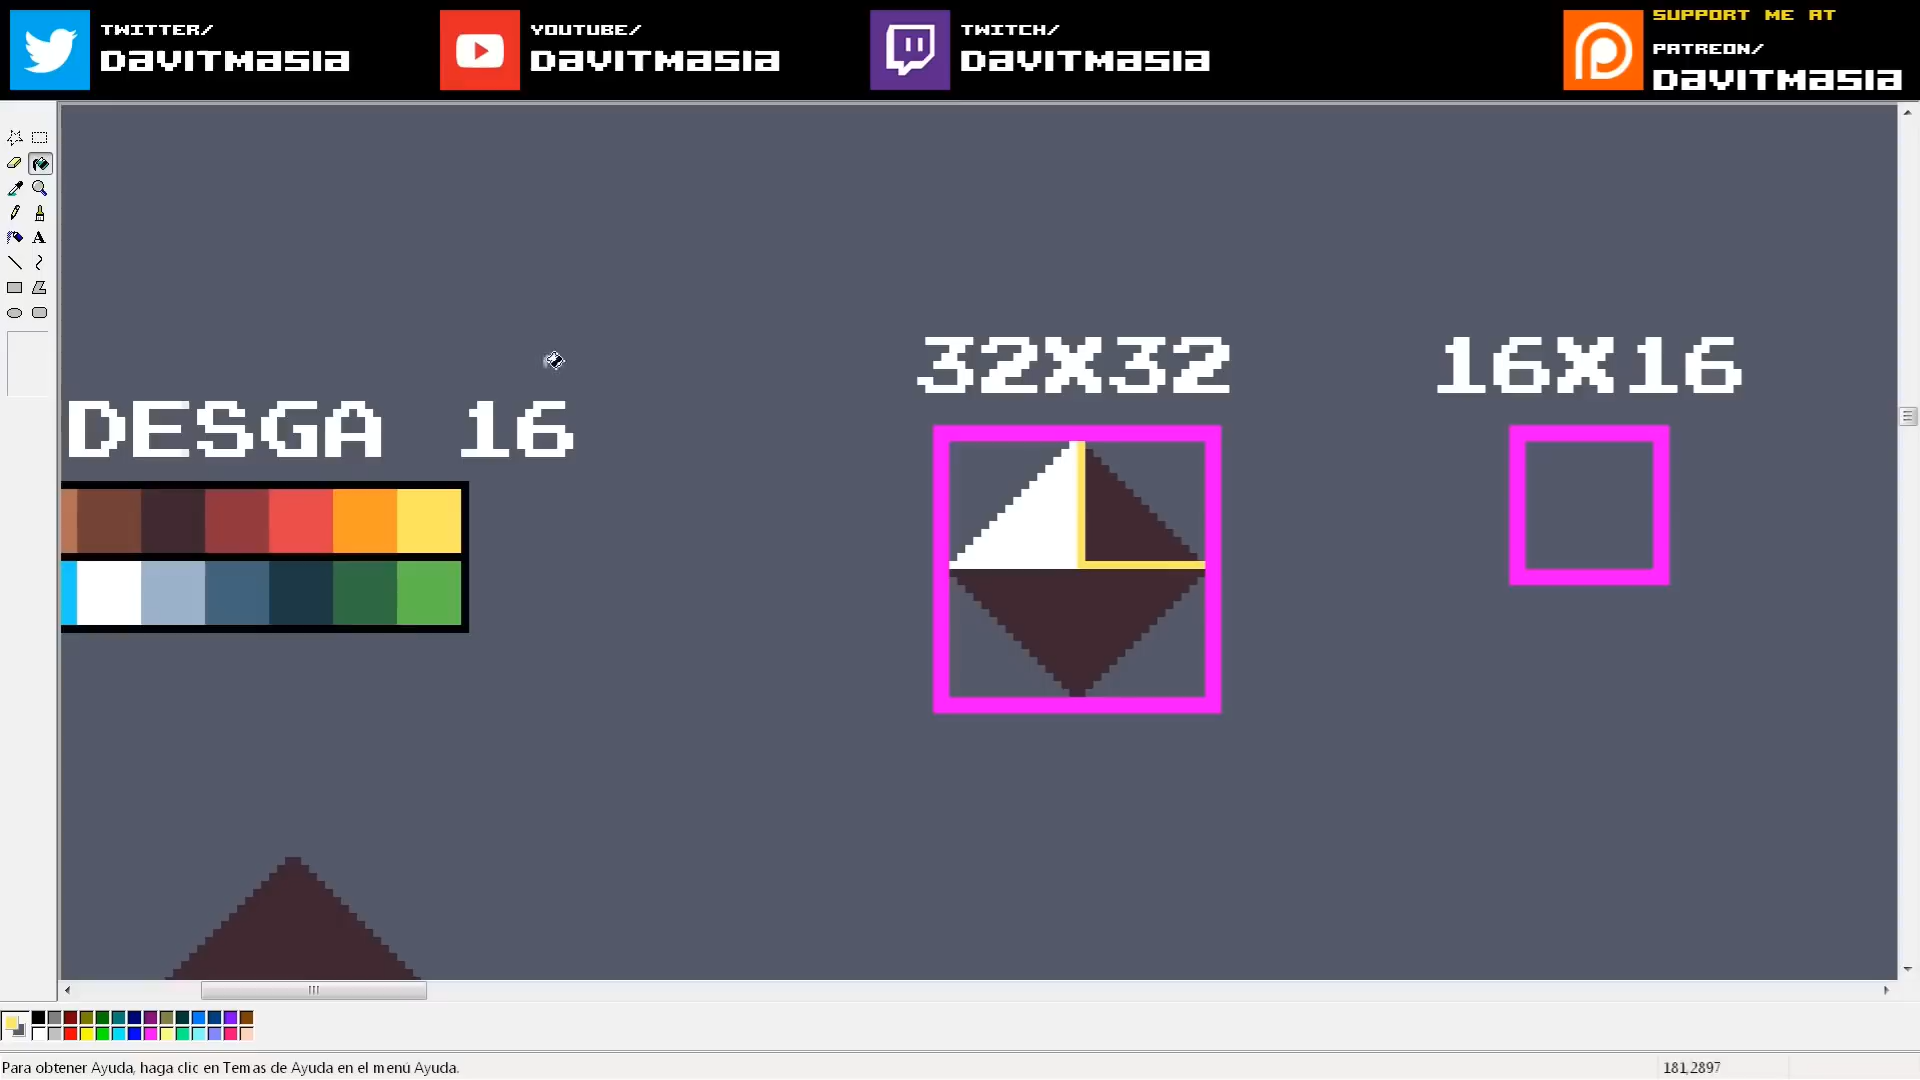 TWITTER/
DAVITMASIA
YOUTUBE/
DAVITMASIA
TWITCH/
DAVITMASIA
SUPPORT ME AT
PATREON/
DAVITMASIA
A
32X32
16X16
DESGA 16
Para obtener Ayuda, haga clic en Temas de Ayuda en el menú Ayuda.
181,2897